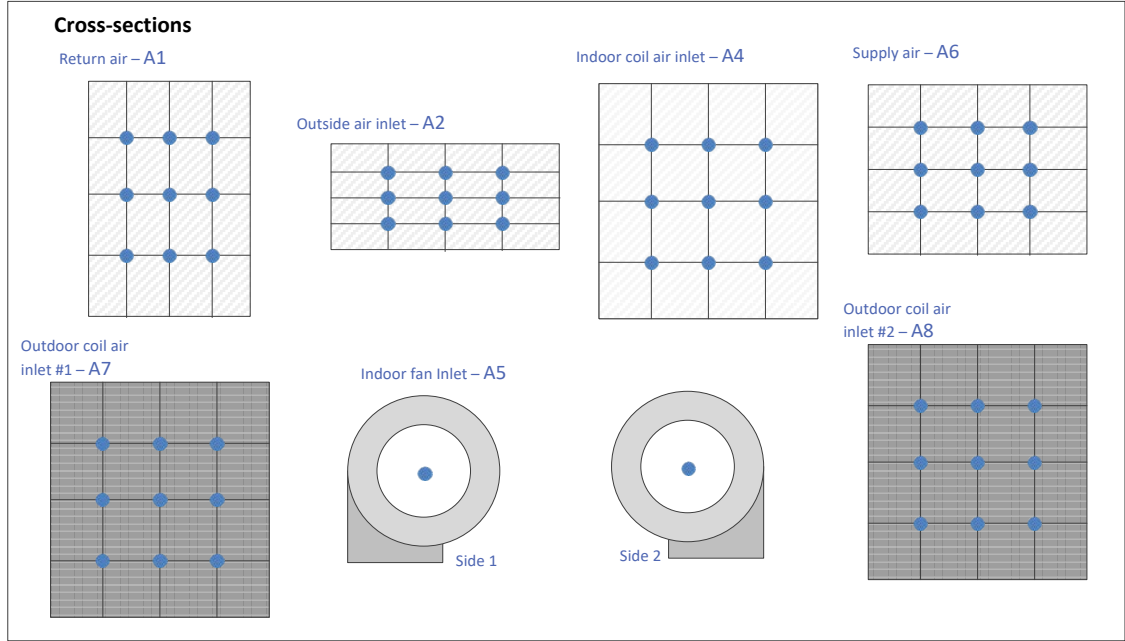 Cross-sections
Return air – A1
Indoor coil air inlet – A4
Supply air – A6
Outside air inlet – A2
Outdoor coil air
inlet #2 – A8
Outdoor coil air
inlet #1 – A7
Indoor fan Inlet – A5
Side 1
Side 2